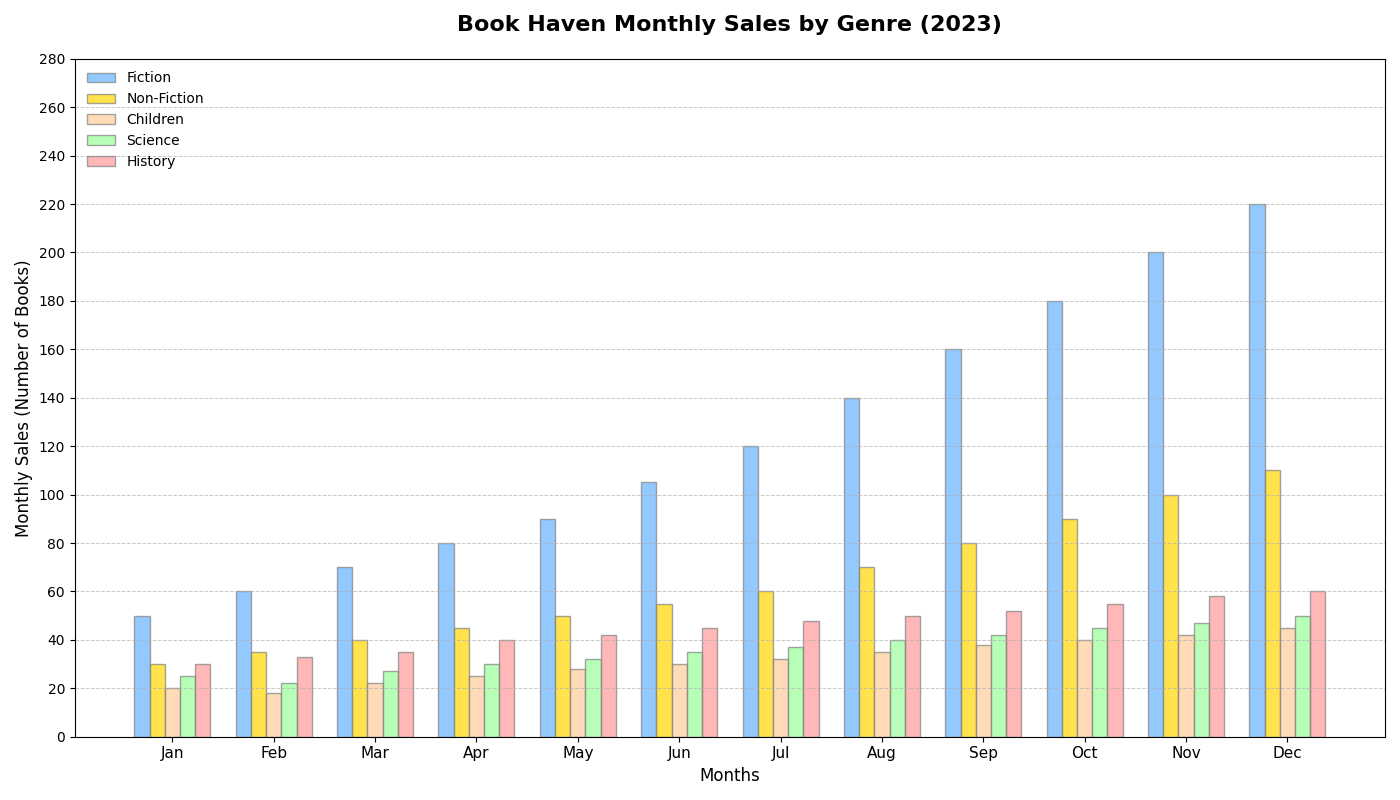 Book Haven Monthly Sales by Genre (2023)
Monthly Sales (Number of Books)
280
260
240
220
200
180
160
140
120
100
80
60
40
20
0
Fiction
Non-Fiction
Children
Science
History
Jan Feb Mar Apr May Jun Jul Aug Sep Oct Nov Dec
Months